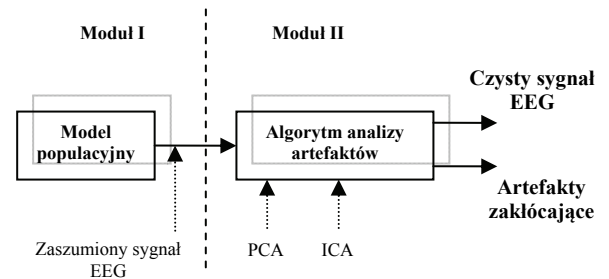 Moduł I
Moduł II
Model
populacyjny
Algorytm analizy
artefaktów
Czysty sygnał
EEG
Artefakty
zakłócające
Zaszumiony sygnał
EEG
PCA
ICA